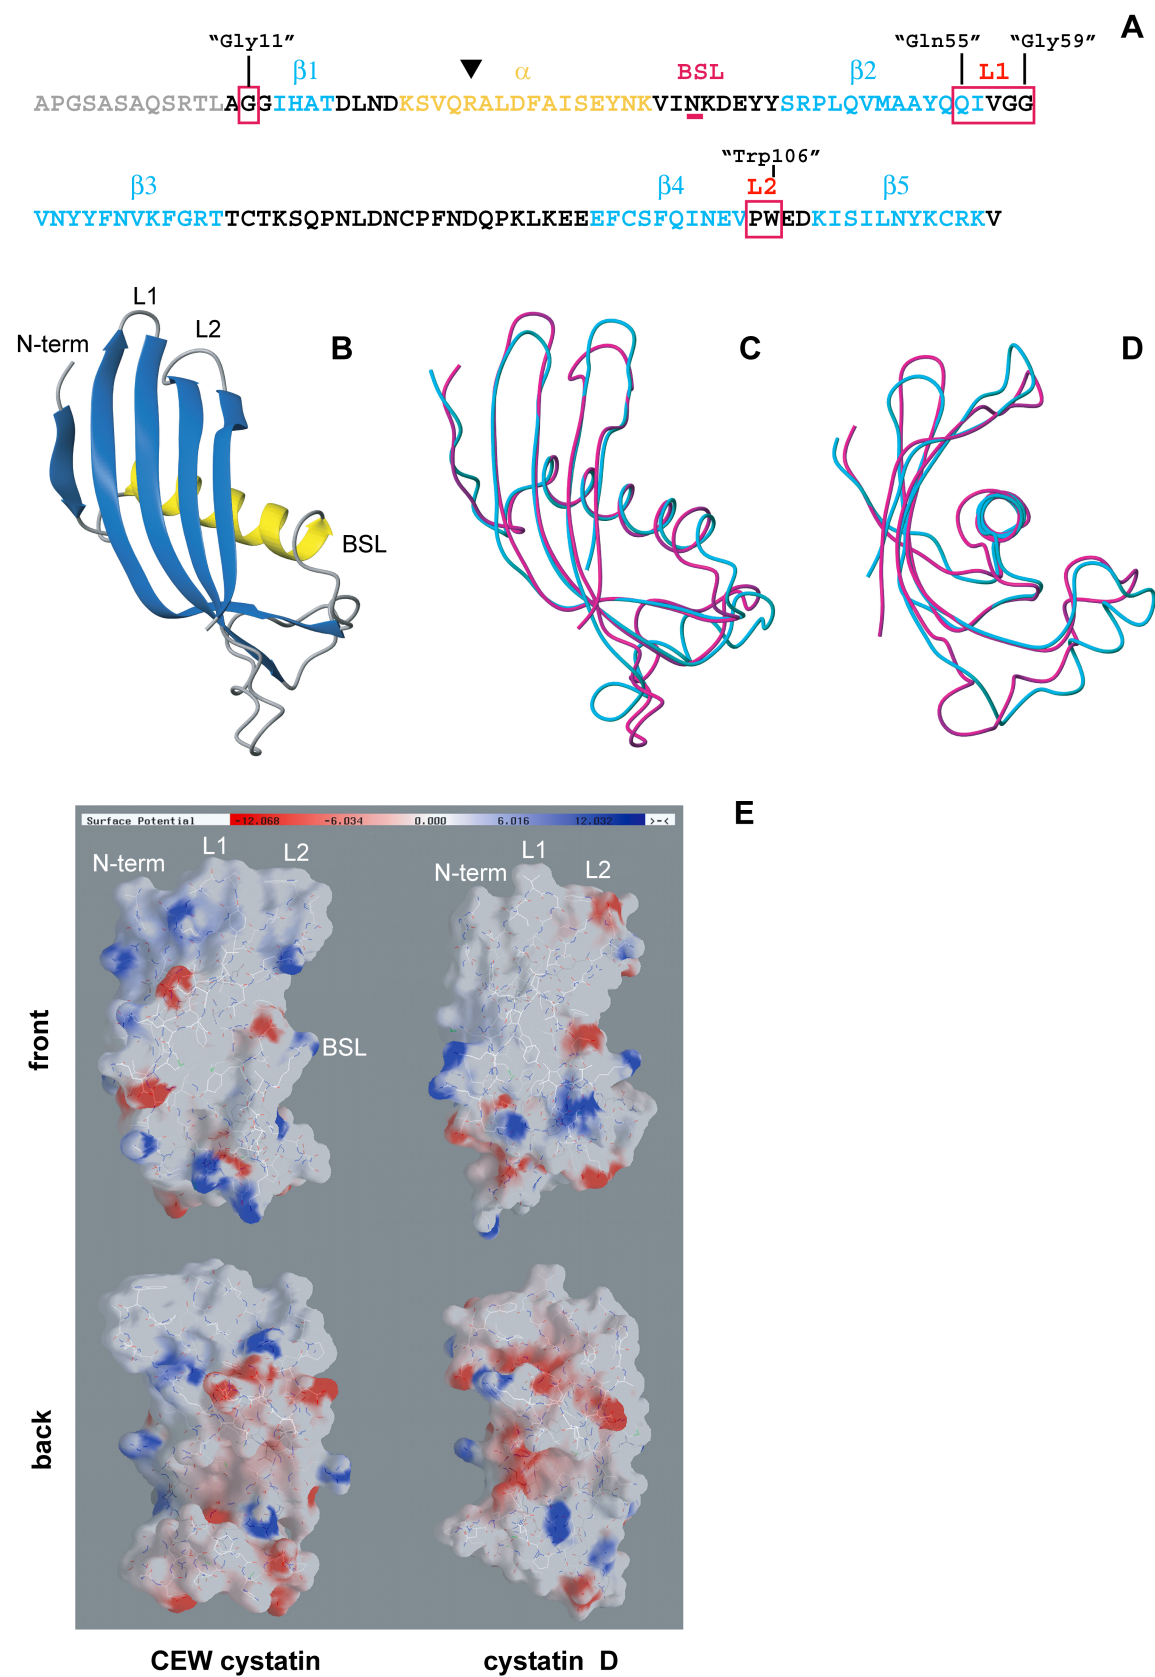 A
“Gly11” “Gln55” “Gly59”
β1 α BSL β2 L1
APGSASAQSRTLAGGIHATDLNDKSVQRALDFAISEYNKVINKDEYYSRPLQVMAAYQQIVGG
“Trp106”
β3 β4 L2 β5
VNYYFNVKFGRTTCTKSQPNLDNCPFNDQPKLKEEEFCSFQINEVPWEDKISILNYKCRKV
L1
N-term L2 B C D
BSL
E
Surface Potential -12.068 -6.034 0.000 6.016 12.032 >-<
N-term L1 L2 N-term L1 L2
front
BSL
back
CEW cystatin cystatin D